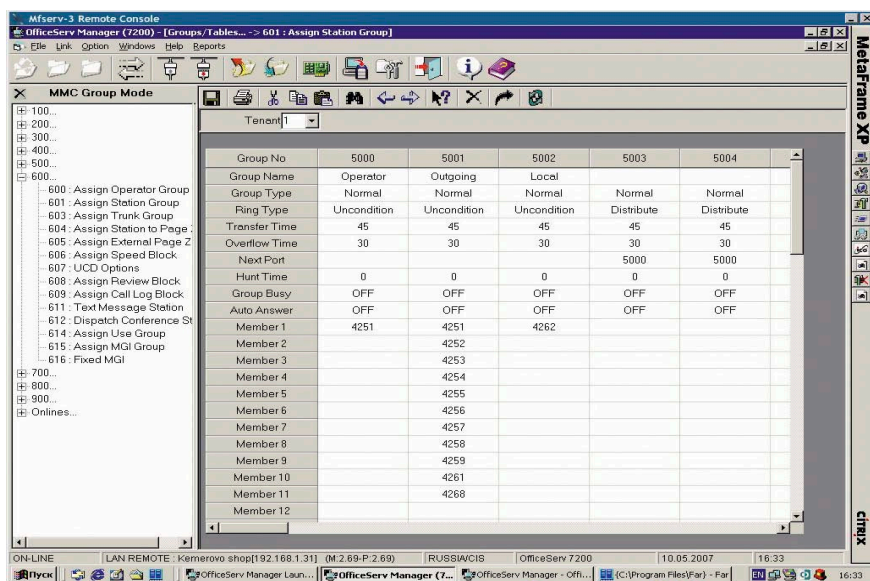 Mfserv-3 Remote Console
OfficeServ Manager (7200) - [Groups/Tables... -> 601 : Assign Station Group]
File Link Option Windows Help Reports
MMC Group Mode
100...
200...
300...
400...
500...
600...
600 : Assign Operator Group
601 : Assign Station Group
603 : Assign Trunk Group
604 : Assign Station to Page
605 : Assign External Page Z
606 : Assign Speed Block
607 : UCD Options
608 : Assign Review Block
609 : Assign Call Log Block
611 : Text Message Station
612 : Dispatch Conference St
614 : Assign Use Group
615 : Assign MGI Group
616 : Fixed MGI
700...
800...
900...
Onlines...
Tenant 1
Group No 5000 5001 5002 5003 5004
Group Name Operator Outgoing Local
Group Type Normal Normal Normal Normal Normal
Ring Type Uncondition Uncondition Uncondition Distribute Distribute
Transfer Time 45 45 45 45 45
Overflow Time 30 30 30 30 30
Next Port 5000 5000
Hunt Time 0 0 0 0 0
Group Busy OFF OFF OFF OFF OFF
Auto Answer OFF OFF OFF OFF OFF
Member 1 4251 4251 4262
Member 2 4252
Member 3 4253
Member 4 4254
Member 5 4255
Member 6 4256
Member 7 4257
Member 8 4258
Member 9 4259
Member 10 4261
Member 11 4268
Member 12
MetaFrame XP
CITRIX
ON-LINE LAN REMOTE : Kemerovo shop[192.168.1.31] (M:2.69-P:2.69) RUSSIA/CIS OfficeServ 7200 10.05.2007 16:33
Пуск OfficeServ Manager Laun... OfficeServ Manager (7... OfficeServ Manager - Offi... {C:\Program Files\Far} - Far EN 16:33